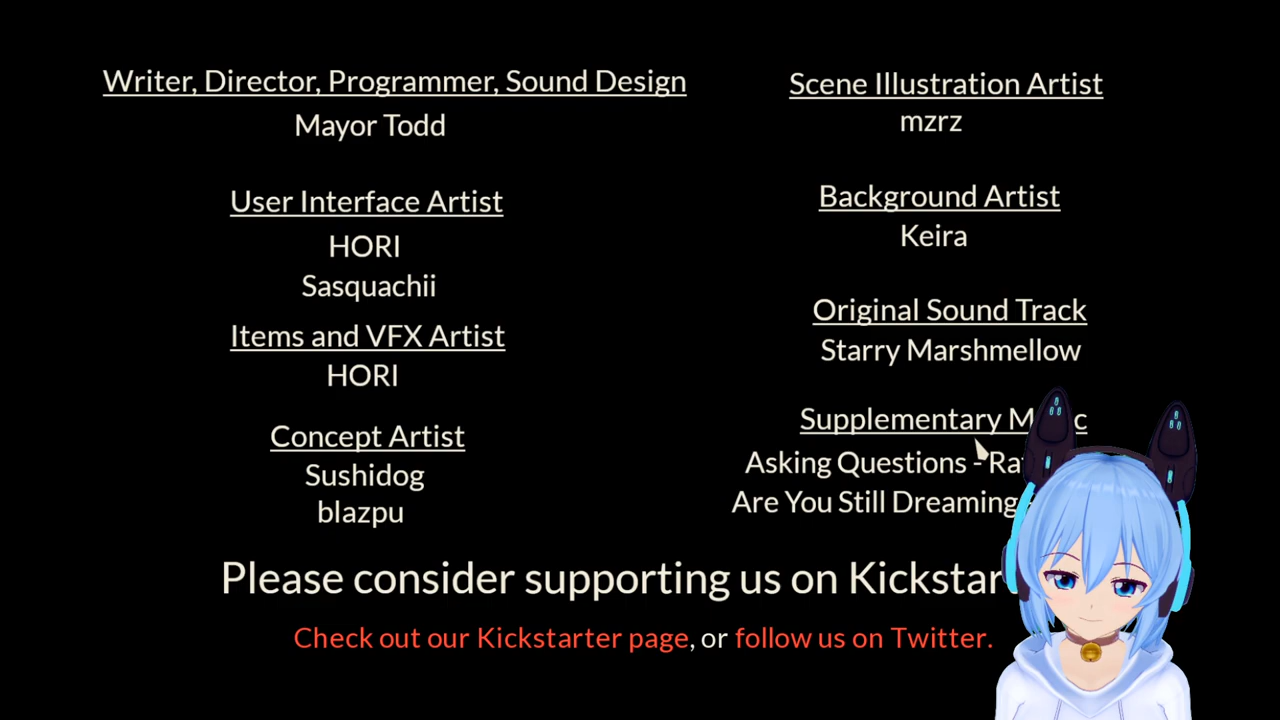 Writer, Director, Programmer, Sound Design
Mayor Todd
User Interface Artist
HORI
Sasquachii
Items and VFX Artist
HORI
Concept Artist
Sushidog
blazpu
Scene Illustration Artist
mzrz
Background Artist
Keira
Original Sound Track
Starry Marshmellow
Supplementary
Asking Questions -
Are You Still Dreaming
Please consider supporting us on
Check out our Kickstarter page, or follow us on Twitter.